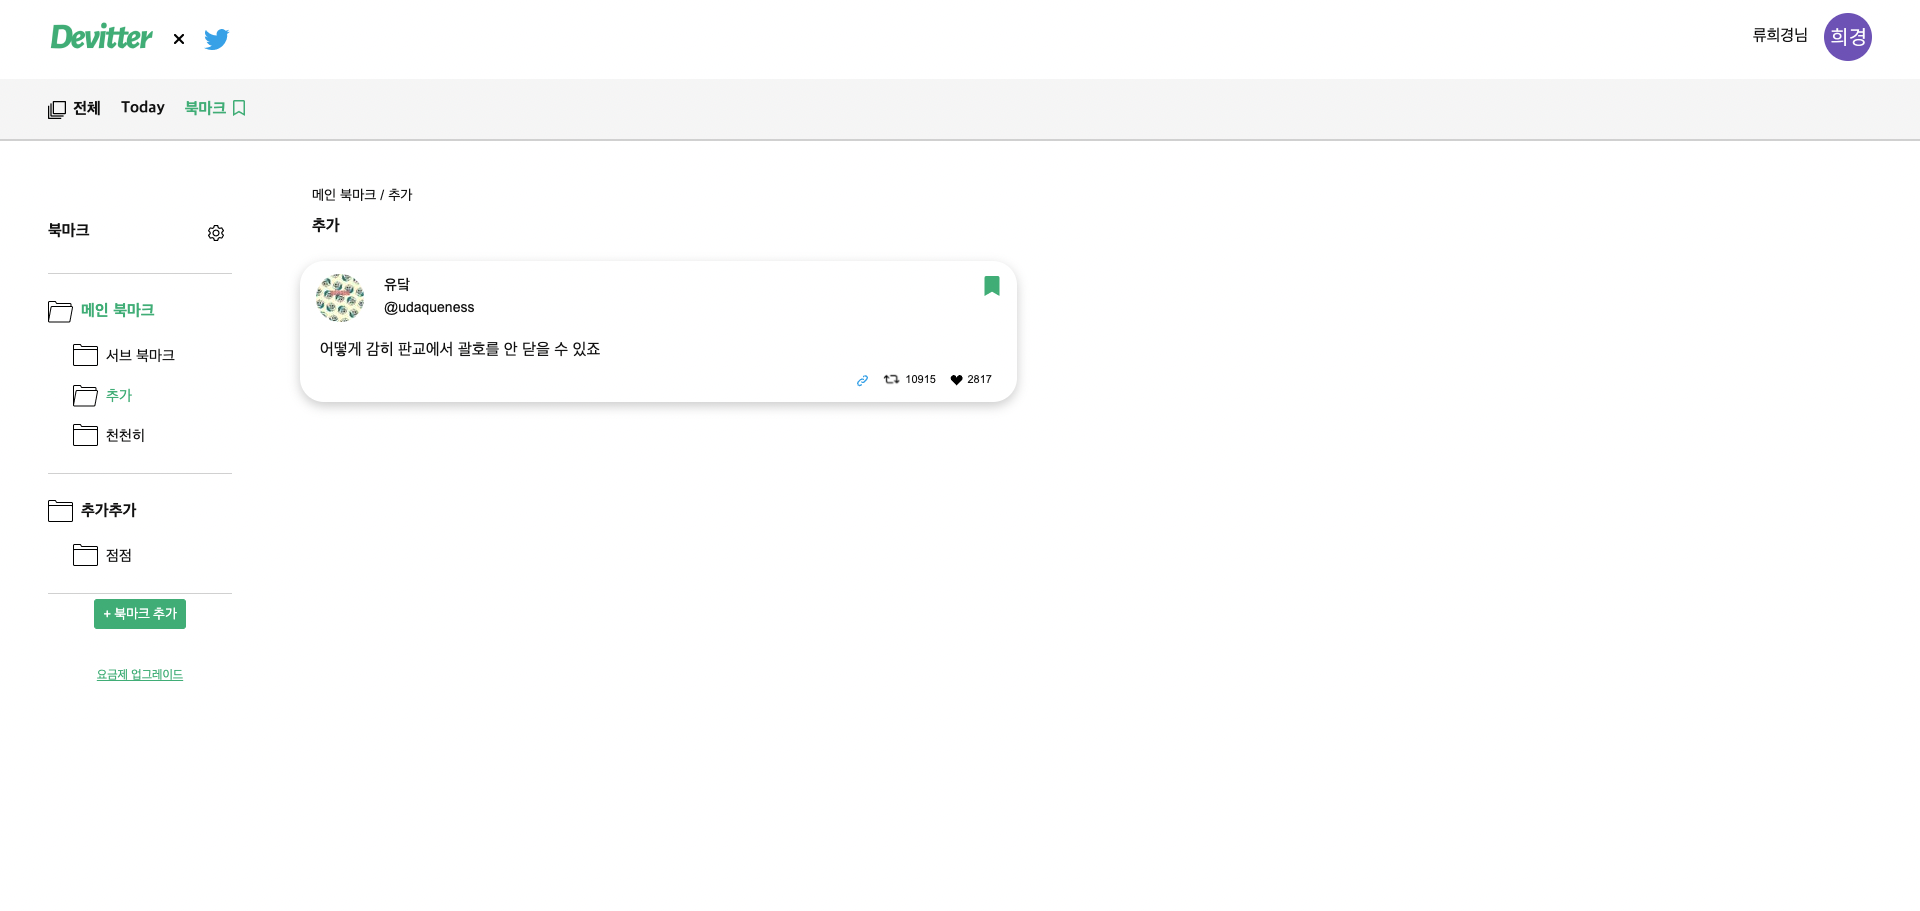 Devitter
류희경님
희경
전체 Today 북마크
메인 북마크 / 추가
추가
북마크
메인 북마크
서브 북마크
추가
천천히
추가추가
점점
+ 북마크 추가
요금제 업그레이드
유닼
@udaqueness
어떻게 감히 판교에서 괄호를 안 닫을 수 있죠
10915 2817